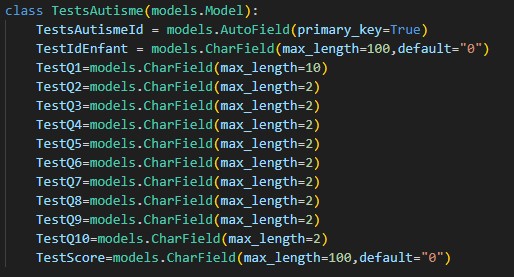 class TestsAutisme(models.Model):
    TestsAutismeId = models.AutoField(primary_key=True)
    TestIdEnfant = models.CharField(max_length=100,default="0")
    TestQ1=models.CharField(max_length=10)
    TestQ2=models.CharField(max_length=2)
    TestQ3=models.CharField(max_length=2)
    TestQ4=models.CharField(max_length=2)
    TestQ5=models.CharField(max_length=2)
    TestQ6=models.CharField(max_length=2)
    TestQ7=models.CharField(max_length=2)
    TestQ8=models.CharField(max_length=2)
    TestQ9=models.CharField(max_length=2)
    TestQ10=models.CharField(max_length=2)
    TestScore=models.CharField(max_length=100,default="0")